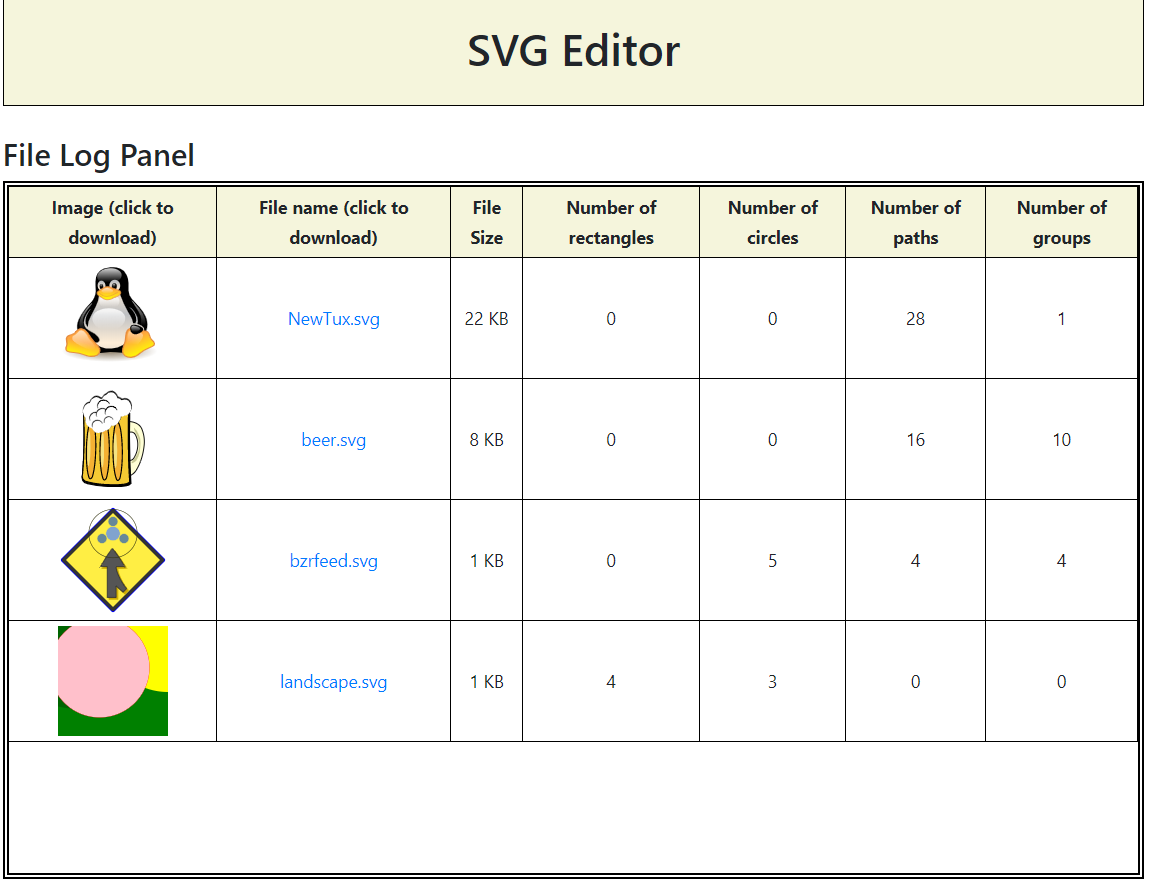 SVG Editor
File Log Panel
Image (click to download) File name (click to download) File Size Number of rectangles Number of circles Number of paths Number of groups
NewTux.svg 22 KB 0 0 28 1
beer.svg 8 KB 0 0 16 10
bzrfeed.svg 1 KB 0 5 4 4
landscape.svg 1 KB 4 3 0 0